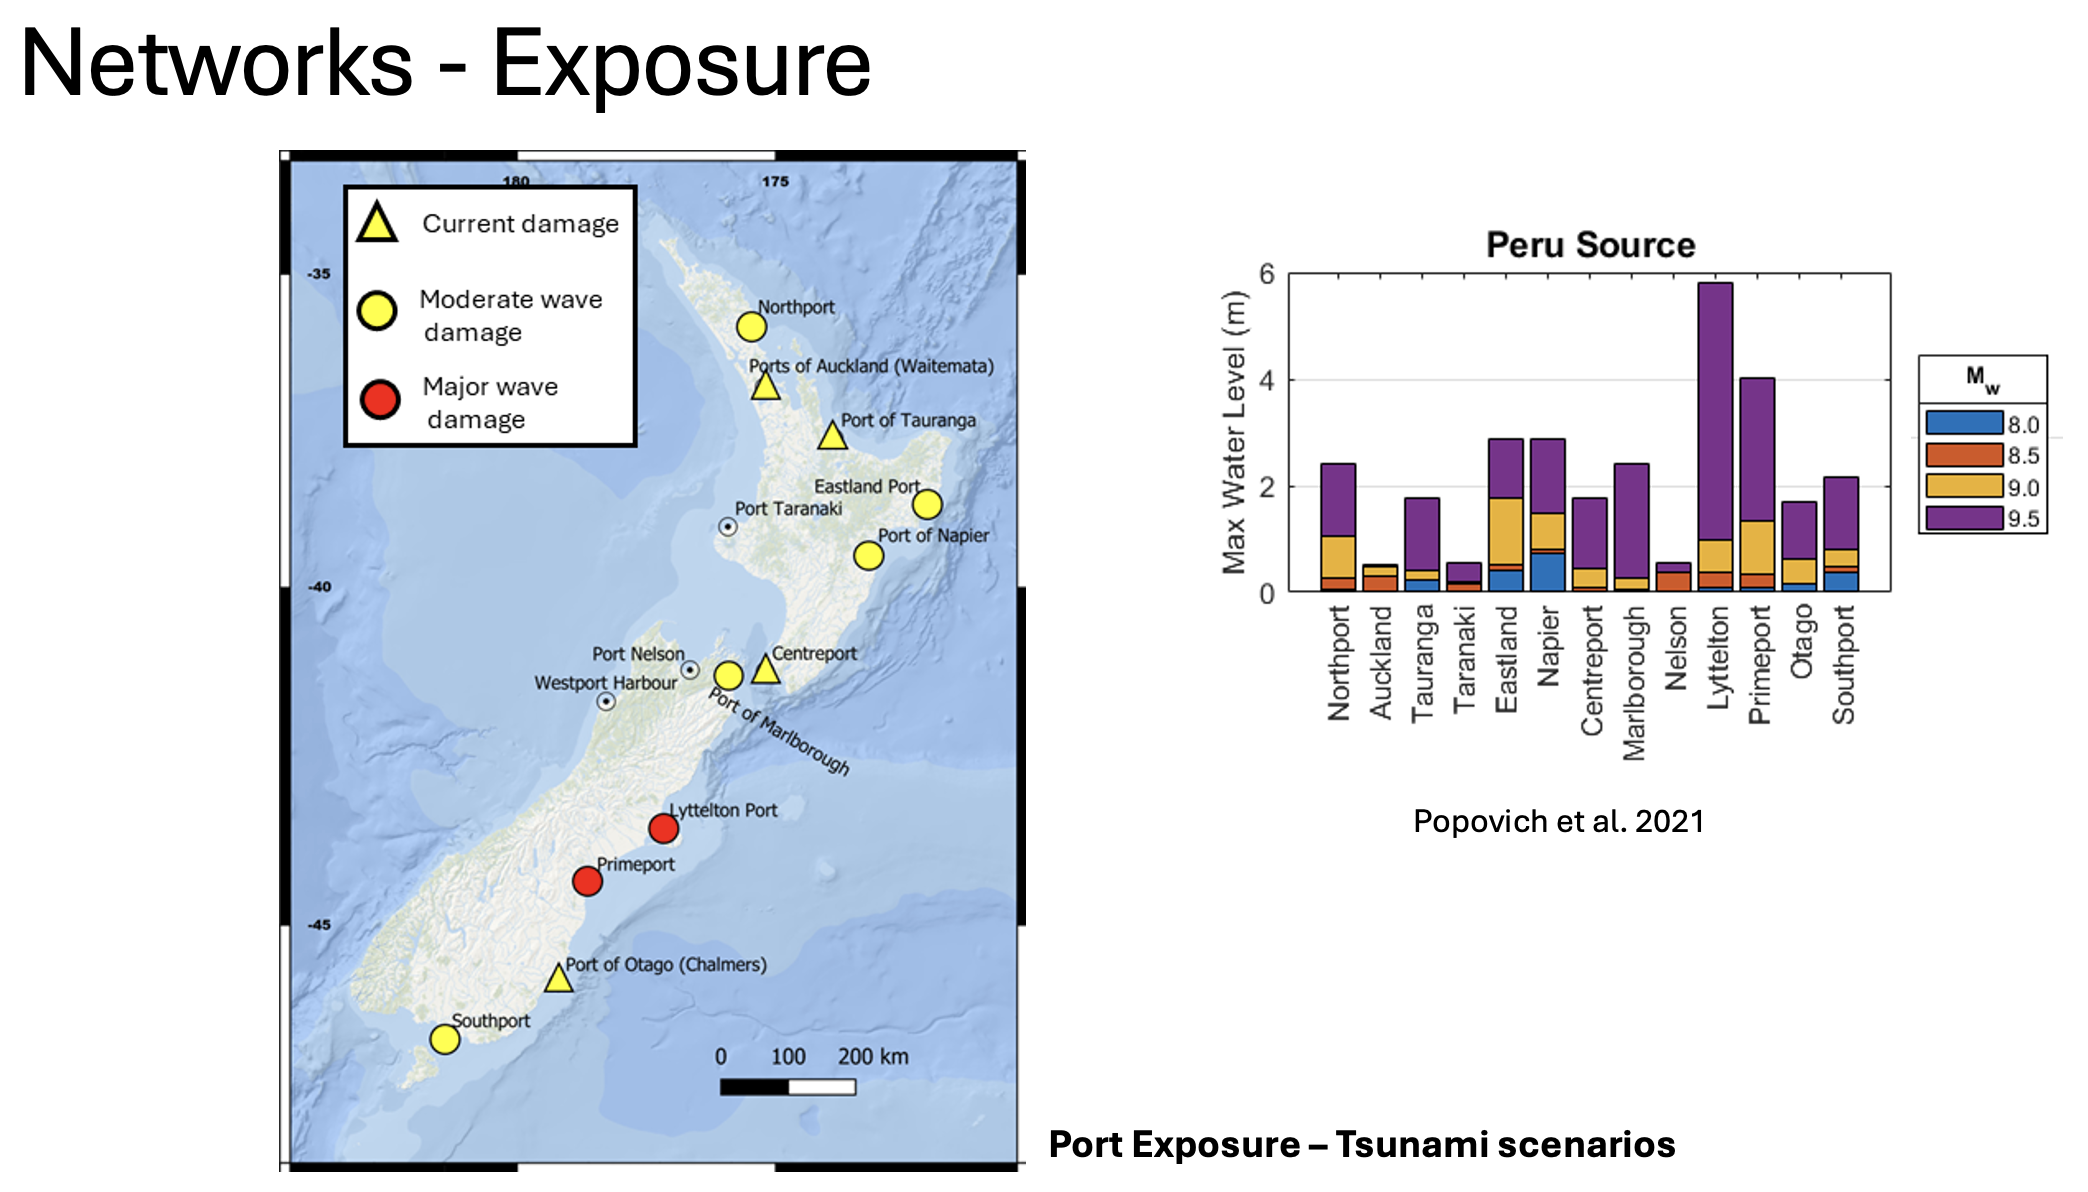 Networks - Exposure
180
175
-35
-40
-45
Current damage
Moderate wave
damage
Major wave
damage
Northport
Ports of Auckland (Waitemata)
Port of Tauranga
Eastland Port
Port Taranaki
Port of Napier
Port Nelson
Centreport
Westport Harbour
Port of Marlborough
Lyttelton Port
Primeport
Port of Otago (Chalmers)
Southport
0 100 200 km
Peru Source
Max Water Level (m)
6
4
2
0
Northport
Auckland
Tauranga
Taranaki
Eastland
Napier
Centreport
Marlborough
Nelson
Lyttelton
Primeport
Otago
Southport
Mw
8.0
8.5
9.0
9.5
Popovich et al. 2021
Port Exposure – Tsunami scenarios